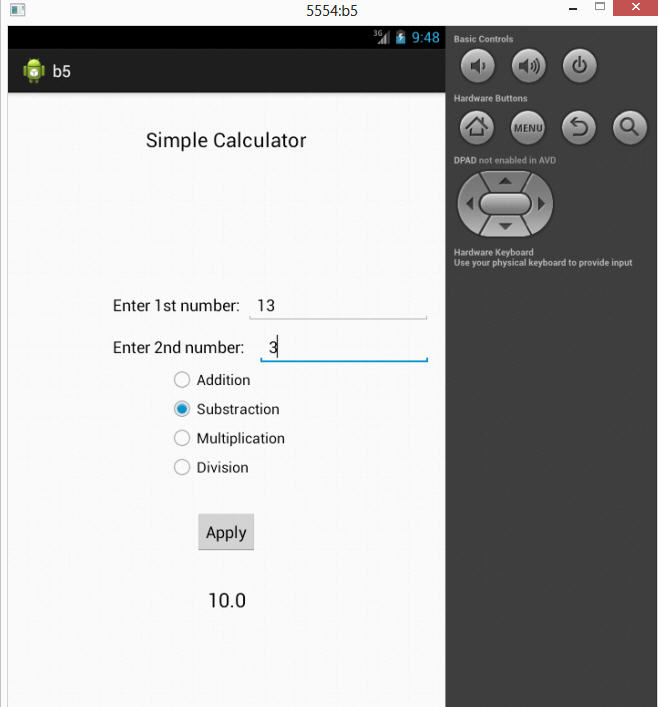 5554:b5
3G 9:48
b5
Simple Calculator
Enter 1st number: 13
Enter 2nd number: 3
Addition
Substraction
Multiplication
Division
Apply
10.0
Basic Controls
Hardware Buttons
MENU
DPAD not enabled in AVD
Hardware Keyboard
Use your physical keyboard to provide input